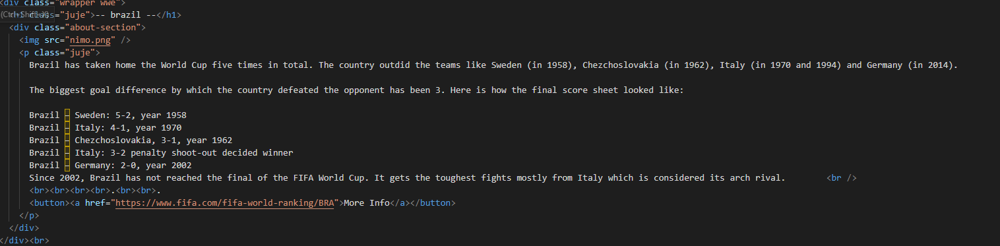 <div class="wrapper wwe">
(Ctrl+Shift+X) class="juje">-- brazil --</h1>
<div class="about-section">
<img src="nimo.png" />
<p class="juje">
Brazil has taken home the World Cup five times in total. The country outdid the teams like Sweden (in 1958), Chezchoslovakia (in 1962), Italy (in 1970 and 1994) and Germany (in 2014).
The biggest goal difference by which the country defeated the opponent has been 3. Here is how the final score sheet looked like:
Brazil – Sweden: 5-2, year 1958
Brazil – Italy: 4-1, year 1970
Brazil – Chezchoslovakia, 3-1, year 1962
Brazil – Italy: 3-2 penalty shoot-out decided winner
Brazil – Germany: 2-0, year 2002
Since 2002, Brazil has not reached the final of the FIFA World Cup. It gets the toughest fights mostly from Italy which is considered its arch rival. <br />
<br><br><br><br>.<br><br>.
<button><a href="https://www.fifa.com/fifa-world-ranking/BRA">More Info</a></button>
</p>
</div>
</div><br>